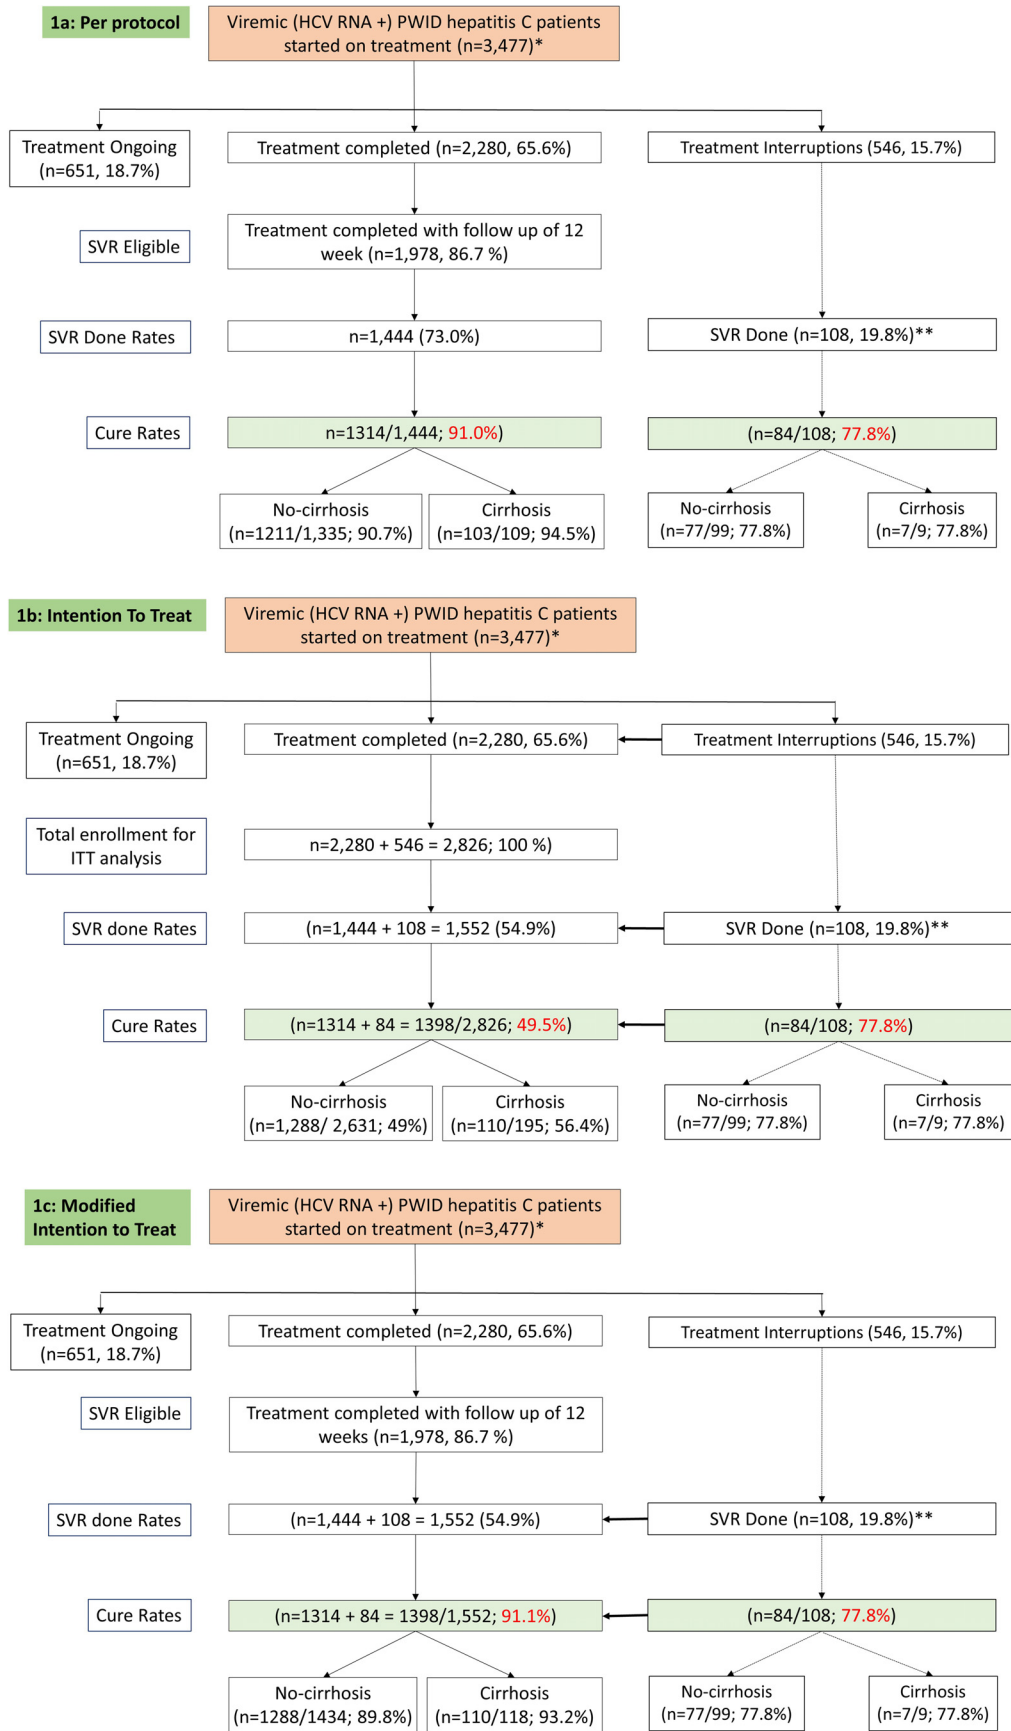 1a: Per protocol
Viremic (HCV RNA +) PWID hepatitis C patients
started on treatment (n=3,477)*
Treatment Ongoing
(n=651, 18.7%)
Treatment completed (n=2,280, 65.6%)
Treatment Interruptions (546, 15.7%)
SVR Eligible
Treatment completed with follow up of 12
week (n=1,978, 86.7 %)
SVR Done Rates
n=1,444 (73.0%)
SVR Done (n=108, 19.8%)**
Cure Rates
n=1314/1,444; 91.0%)
(n=84/108; 77.8%)
No-cirrhosis
(n=1211/1,335; 90.7%)
Cirrhosis
(n=103/109; 94.5%)
No-cirrhosis
(n=77/99; 77.8%)
Cirrhosis
(n=7/9; 77.8%)
1b: Intention To Treat
Viremic (HCV RNA +) PWID hepatitis C patients
started on treatment (n=3,477)*
Treatment Ongoing
(n=651, 18.7%)
Treatment completed (n=2,280, 65.6%)
Treatment Interruptions (546, 15.7%)
Total enrollment for
ITT analysis
n=2,280 + 546 = 2,826; 100 %)
SVR done Rates
(n=1,444 + 108 = 1,552 (54.9%)
SVR Done (n=108, 19.8%)**
Cure Rates
(n=1314 + 84 = 1398/2,826; 49.5%)
(n=84/108; 77.8%)
No-cirrhosis
(n=1,288/ 2,631; 49%)
Cirrhosis
(n=110/195; 56.4%)
No-cirrhosis
(n=77/99; 77.8%)
Cirrhosis
(n=7/9; 77.8%)
1c: Modified
Intention to Treat
Viremic (HCV RNA +) PWID hepatitis C patients
started on treatment (n=3,477)*
Treatment Ongoing
(n=651, 18.7%)
Treatment completed (n=2,280, 65.6%)
Treatment Interruptions (546, 15.7%)
SVR Eligible
Treatment completed with follow up of 12
weeks (n=1,978, 86.7 %)
SVR done Rates
(n=1,444 + 108 = 1,552 (54.9%)
SVR Done (n=108, 19.8%)**
Cure Rates
(n=1314 + 84 = 1398/1,552; 91.1%)
(n=84/108; 77.8%)
No-cirrhosis
(n=1288/1434; 89.8%)
Cirrhosis
(n=110/118; 93.2%)
No-cirrhosis
(n=77/99; 77.8%)
Cirrhosis
(n=7/9; 77.8%)